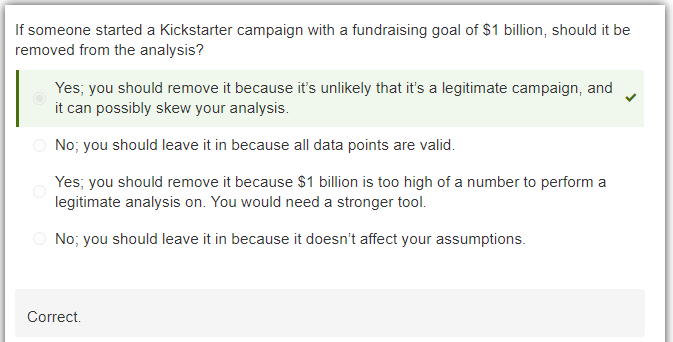 If someone started a Kickstarter campaign with a fundraising goal of $1 billion, should it be
removed from the analysis?
Yes; you should remove it because it’s unlikely that it’s a legitimate campaign, and
it can possibly skew your analysis.
No; you should leave it in because all data points are valid.
Yes; you should remove it because $1 billion is too high of a number to perform a
legitimate analysis on. You would need a stronger tool.
No; you should leave it in because it doesn’t affect your assumptions.
Correct.